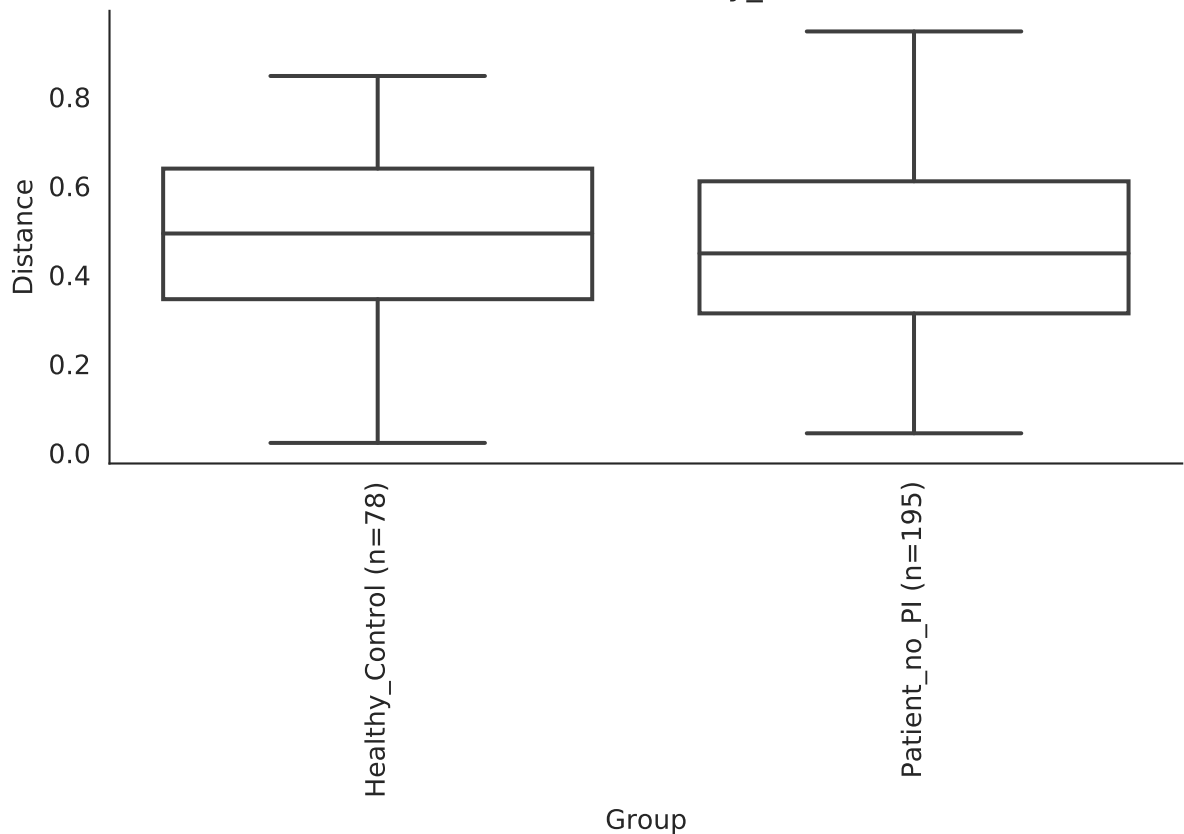 0.8
0.6
0.4
0.2
0.0
Distance
Healthy_Control (n=78)
Patient_no_PI (n=195)
Group